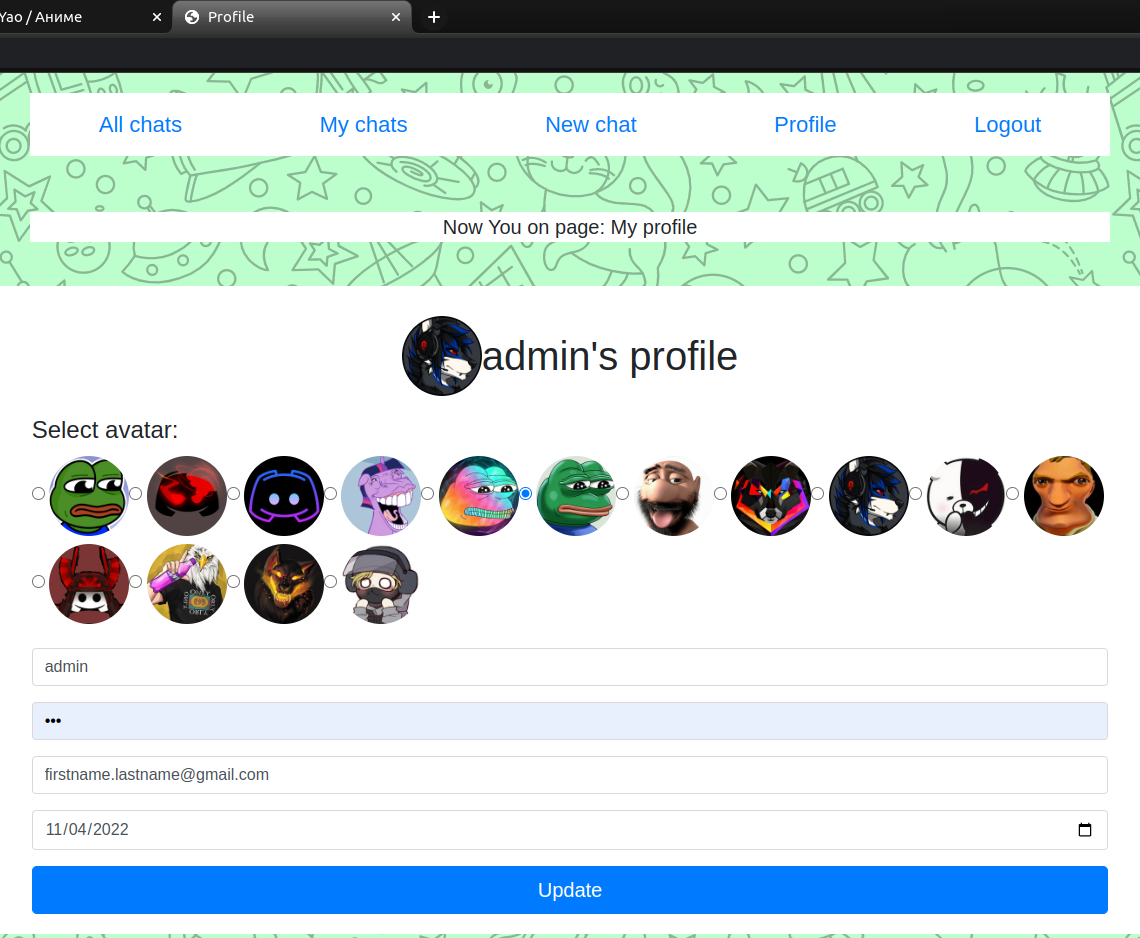 Yao / Аниме
Profile
All chats
My chats
New chat
Profile
Logout
Now You on page: My profile
admin's profile
Select avatar:
admin
•••
firstname.lastname@gmail.com
11/04/2022
Update